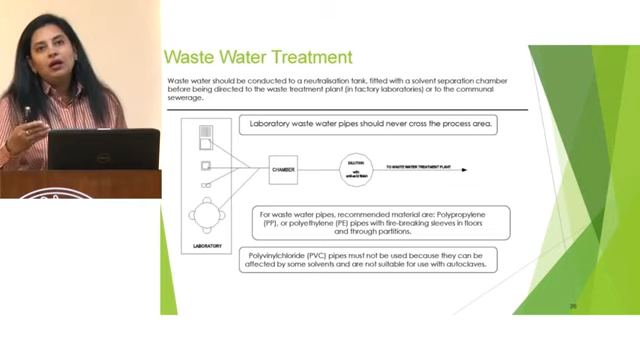 Waste Water Treatment
Waste water should be conducted to a neutralisation tank, fitted with a solvent separation chamber
before being directed to the waste treatment plant (in factory laboratories) or to the communal
sewerage.
Laboratory waste water pipes should never cross the process area.
CHAMBER
DILUTION
with
TO WASTE WATER TREATMENT PLANT
For waste water pipes, recommended material are: Polypropylene
(PP), or polyethylene (PE) pipes with fire-breaking sleeves in floors
and through partitions.
LABORATORY
Polyvinylchloride (PVC) pipes must not be used because they can be
affected by some solvents and are not suitable for use with autoclaves.